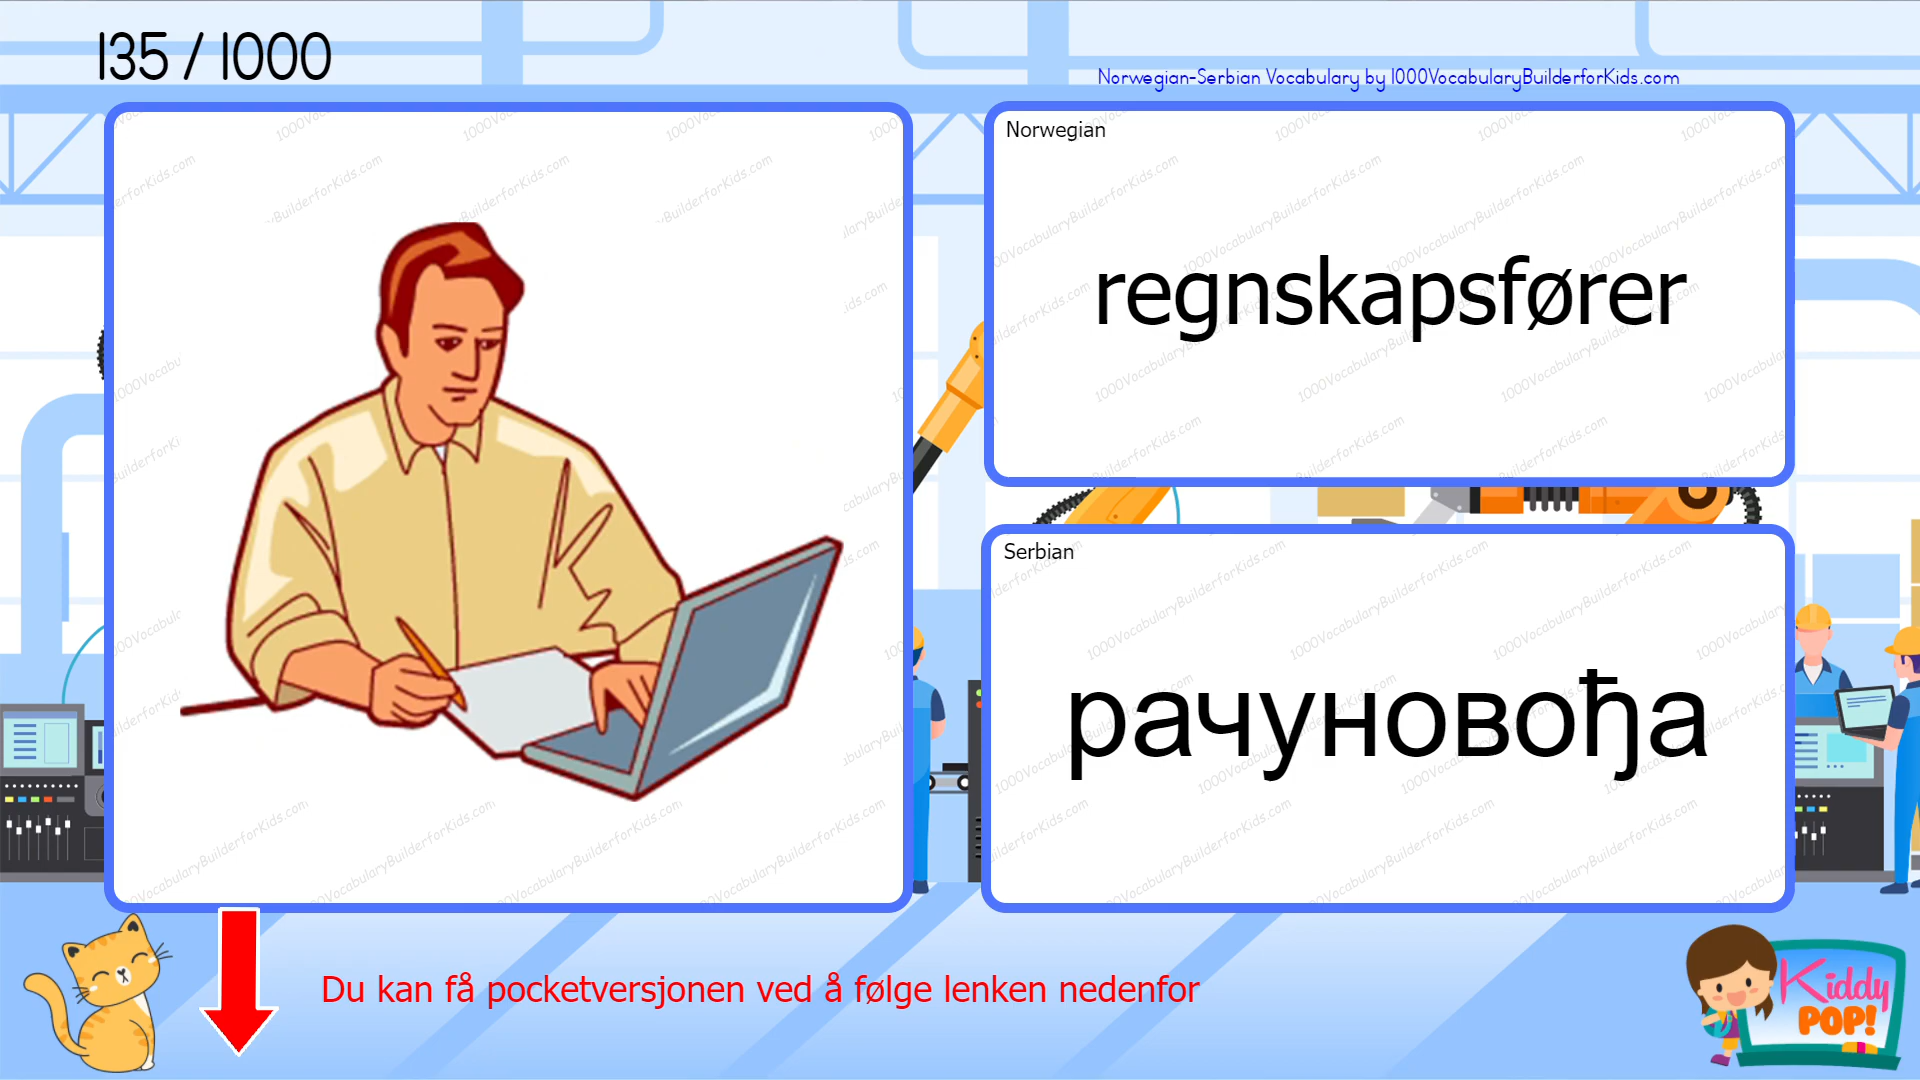 135 / 1000
Norwegian-Serbian Vocabulary by 1000VocabularyBuilderforKids.com
Norwegian
regnskapsfører
Serbian
рачуновођа
Du kan få pocketversjonen ved å følge lenken nedenfor
Kiddy
POP!